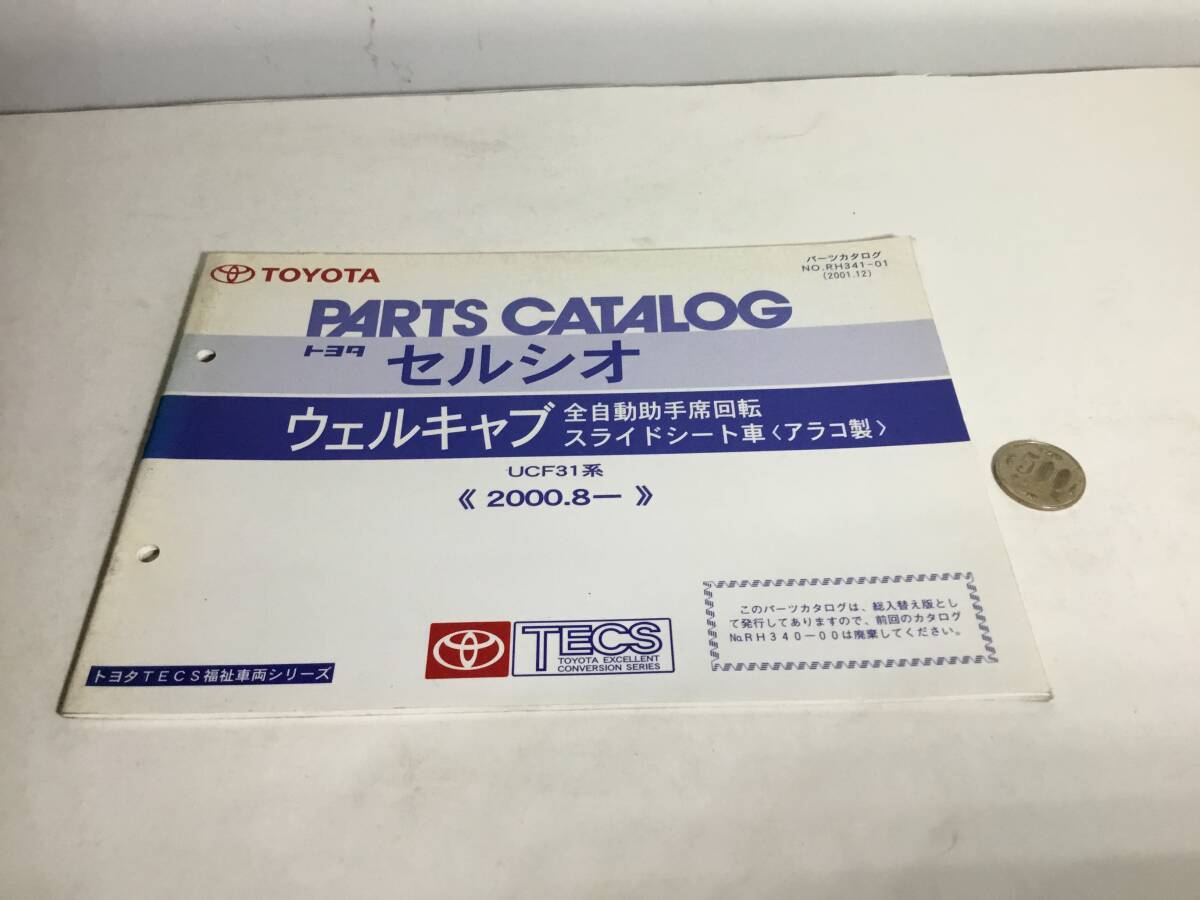 TOYOTA
パーツカタログ
NO.RH341-01
(2001.12)
PARTS CATALOG
トヨタ セルシオ
ウェルキャブ
全自動助手席回転
スライドシート車〈アラコ製〉
UCF31系
《 2000.8ー 》
このパーツカタログは、総入替え版とし
て発行してありますので、前回のカタログ
No.RH340-00は廃棄してください。
TECS
TOYOTA EXCELLENT
CONVERSION SERIES
トヨタTECS福祉車両シリーズ
500